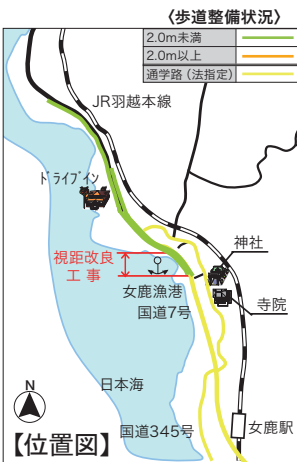 〈歩道整備状況〉
2.0m未満
2.0m以上
通学路（法指定）
JR羽越本線
ドライブイン
視距改良
工 事
神社
女鹿漁港
国道7号
寺院
日本海
N
国道345号
女鹿駅
【位置図】